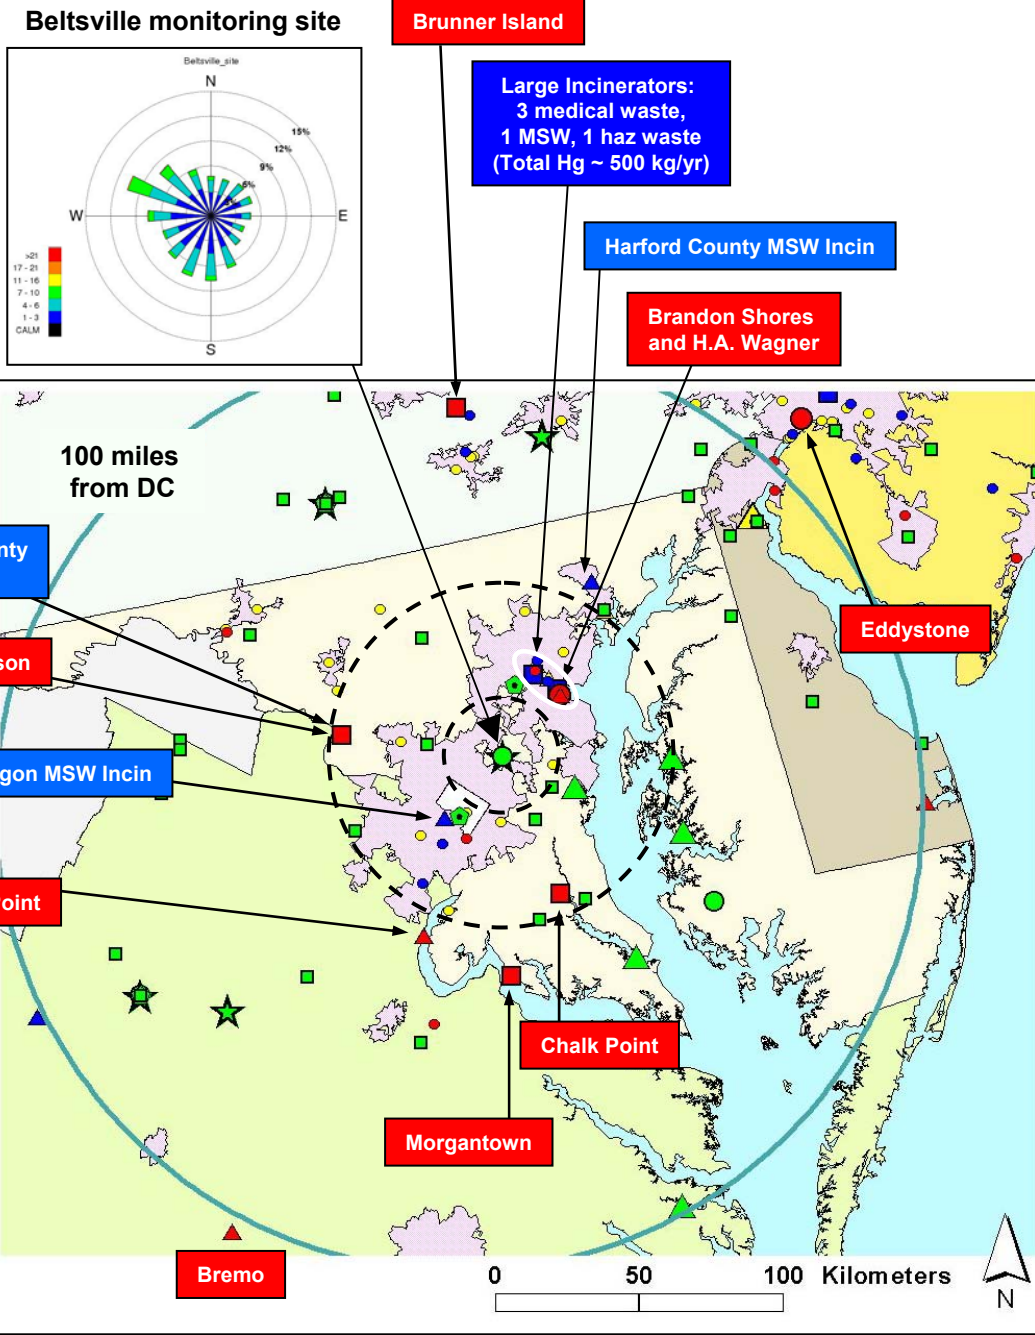 Beltsville monitoring site
Brunner Island
Beltsville_site
N
15%
12%
9%
6%
W
E
S
>21
17 - 21
11 - 16
7 - 10
4 - 6
1 - 3
CALM
Large Incinerators:
3 medical waste,
1 MSW, 1 haz waste
(Total Hg ~ 500 kg/yr)
Harford County MSW Incin
Brandon Shores
and H.A. Wagner
100 miles
from DC
nty
Eddystone
son
gon MSW Incin
oint
Chalk Point
Morgantown
Bremo
0 50 100 Kilometers
N